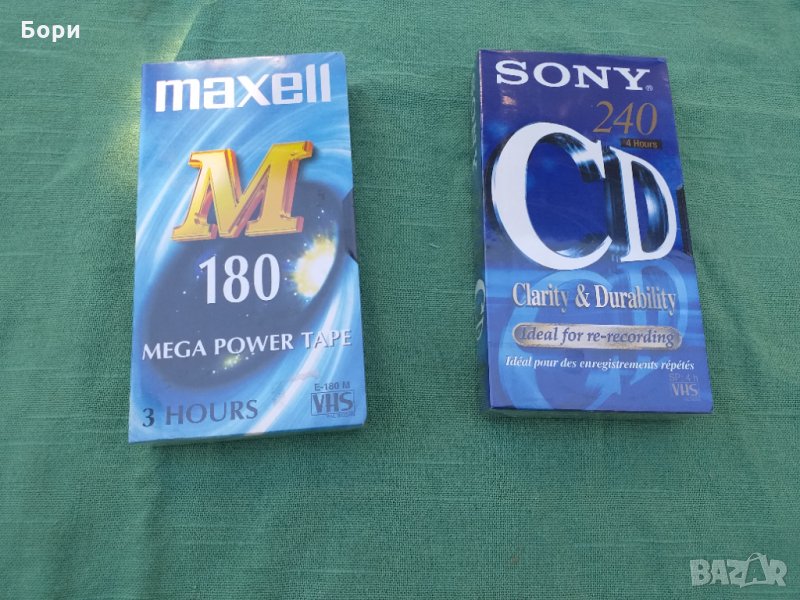 Бори
maxell
M
180
MEGA POWER TAPE
3 HOURS
E-180 M
VHS
SONY
240
4 Hours
CD
Clarity & Durability
Ideal for re-recording
Idéal pour des enregistrements répétés
VHS
BAZAR